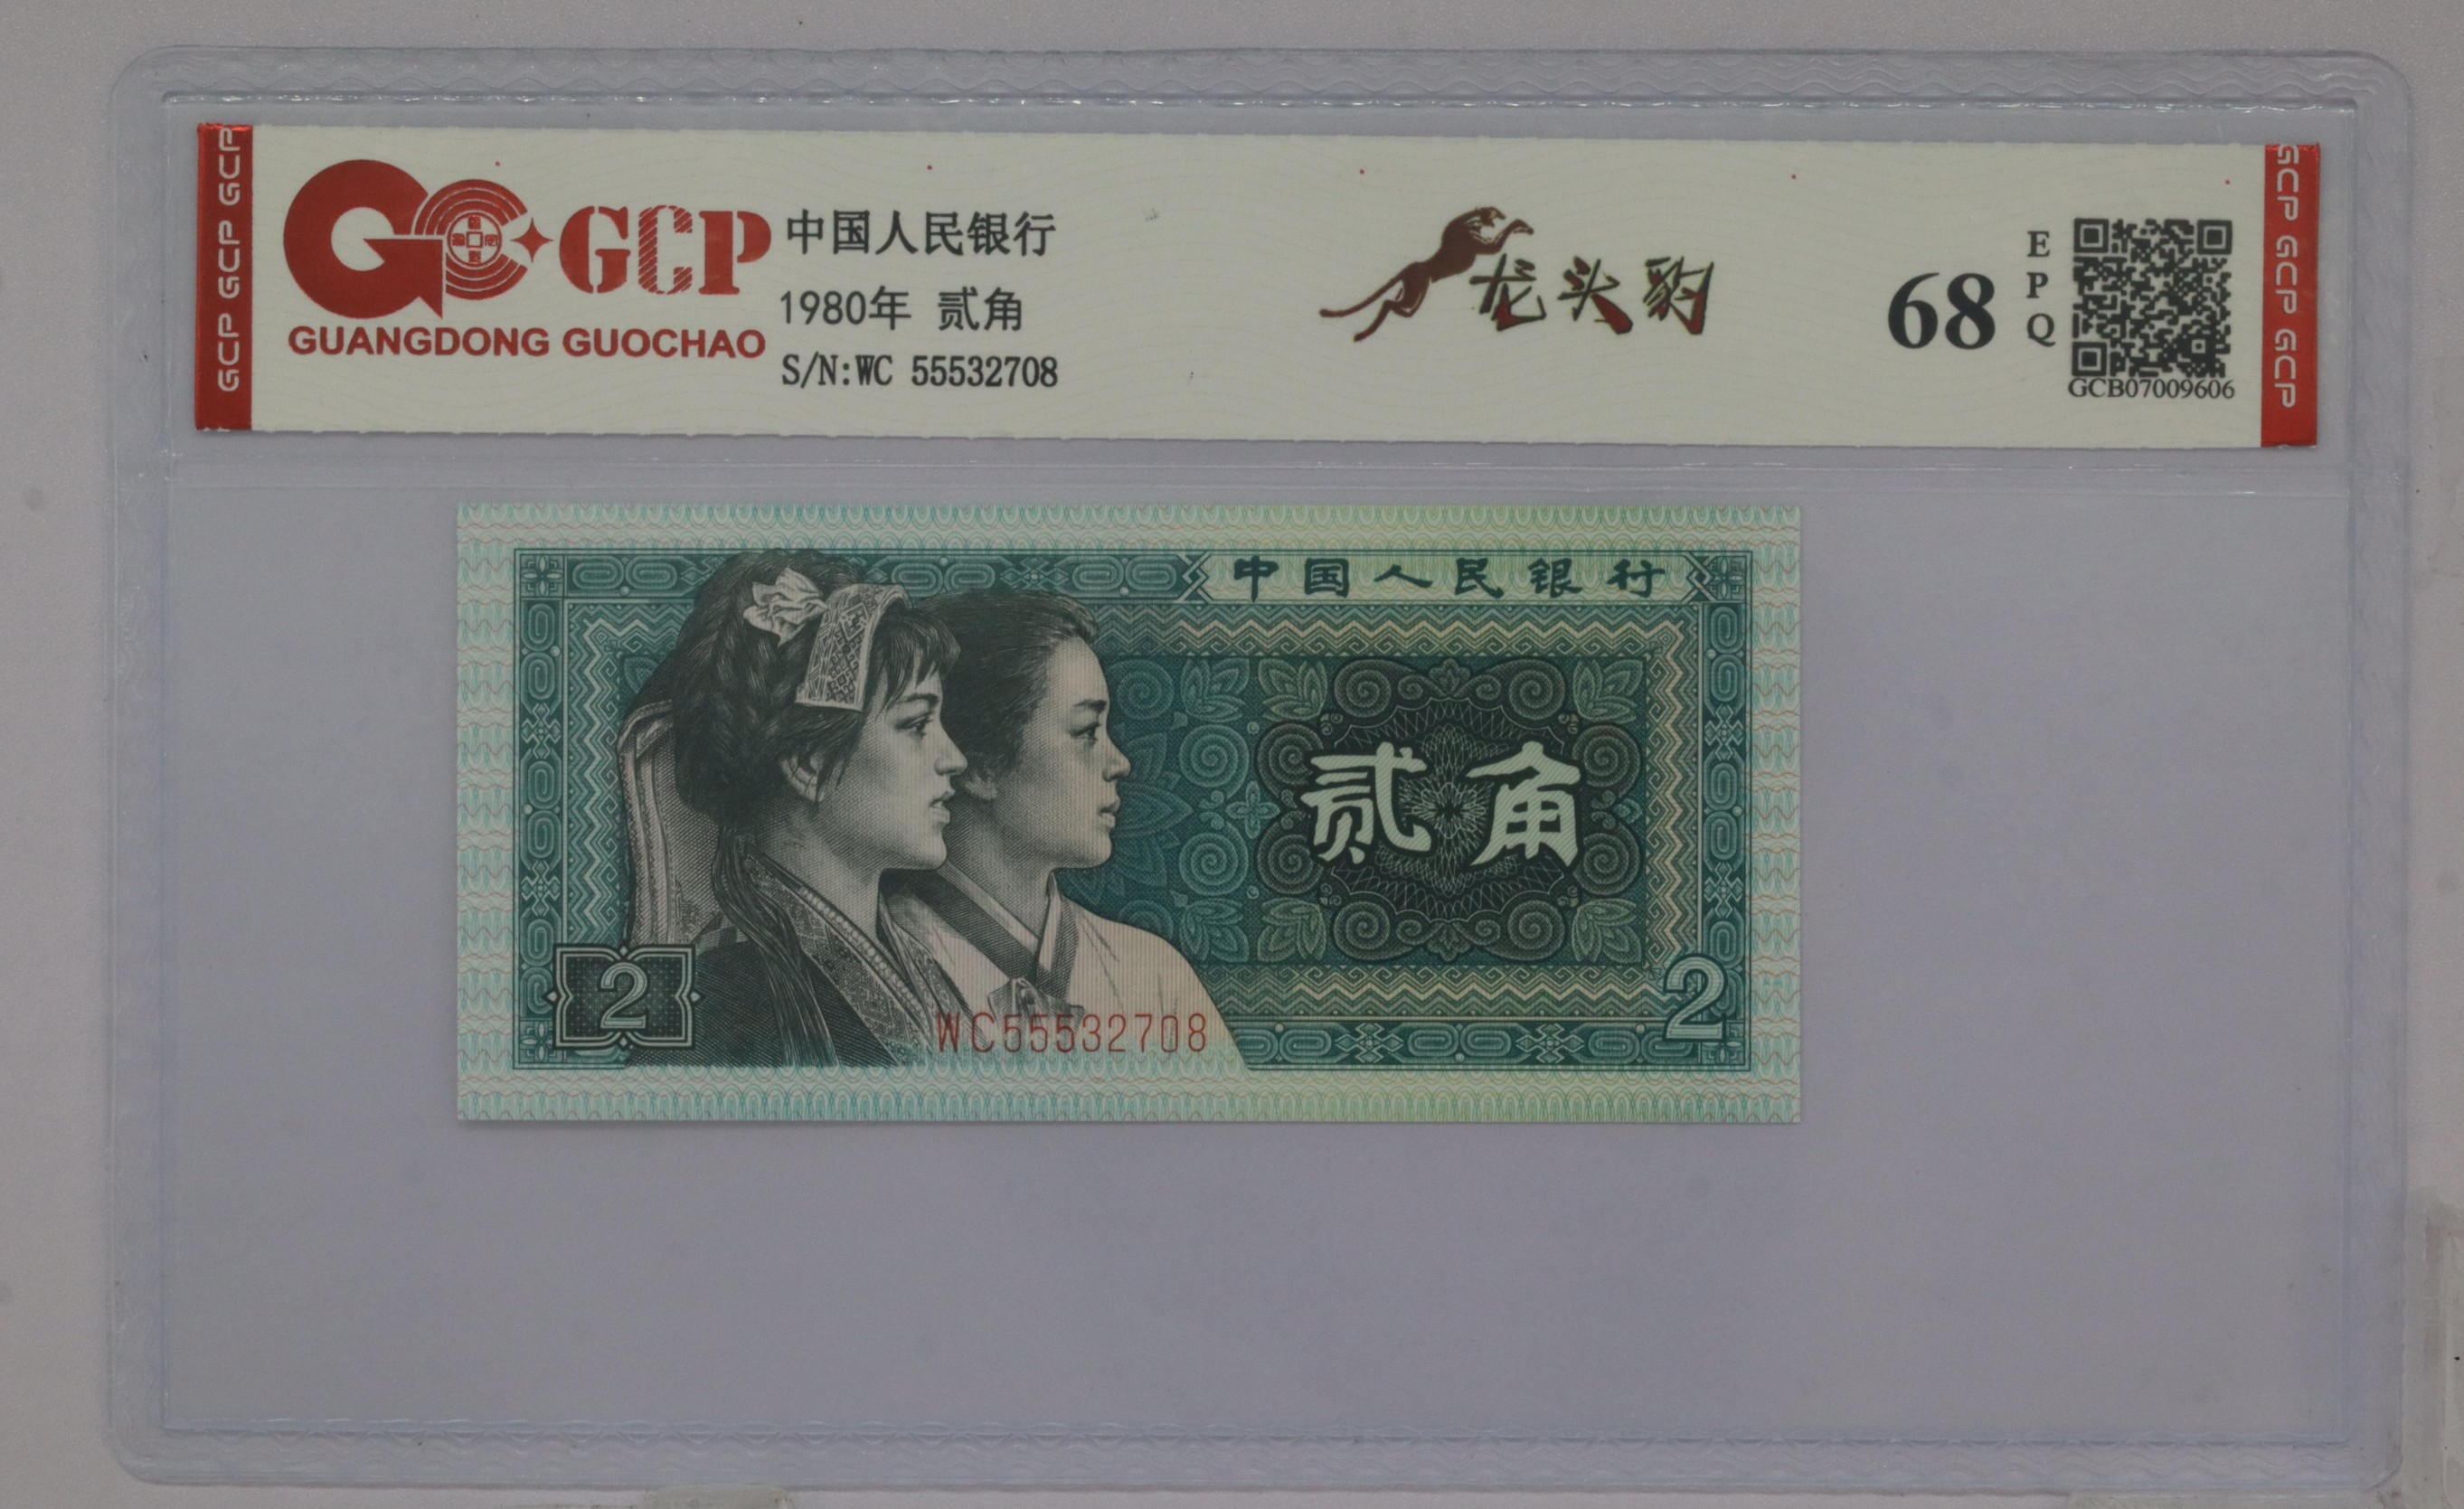 GCP GCP GCP
GCP
GUANGDONG GUOCHAO
中国人民银行
1980年 贰角
S/N:WC 55532708
龙头豹
68
EPQ
GCB07009606
GCP GCP GCP
中国人民银行
贰角
2
2
WC55532708